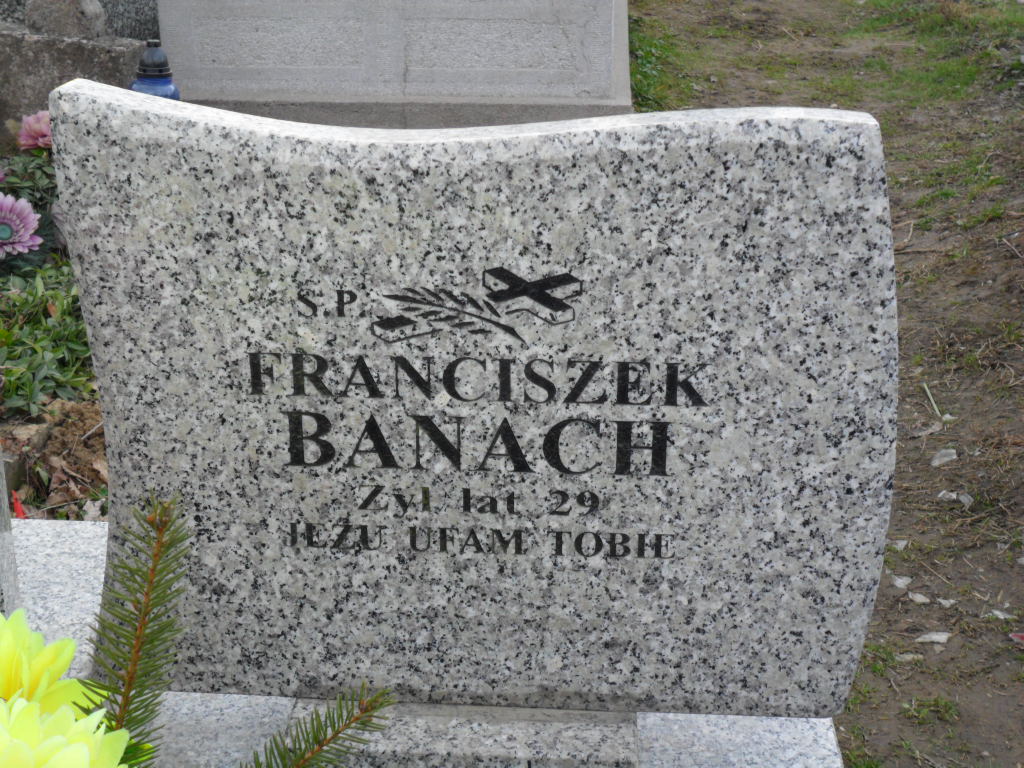 S.P.
FRANCISZEK
BANACH
Żył lat 29
JEZU UFAM TOBIE